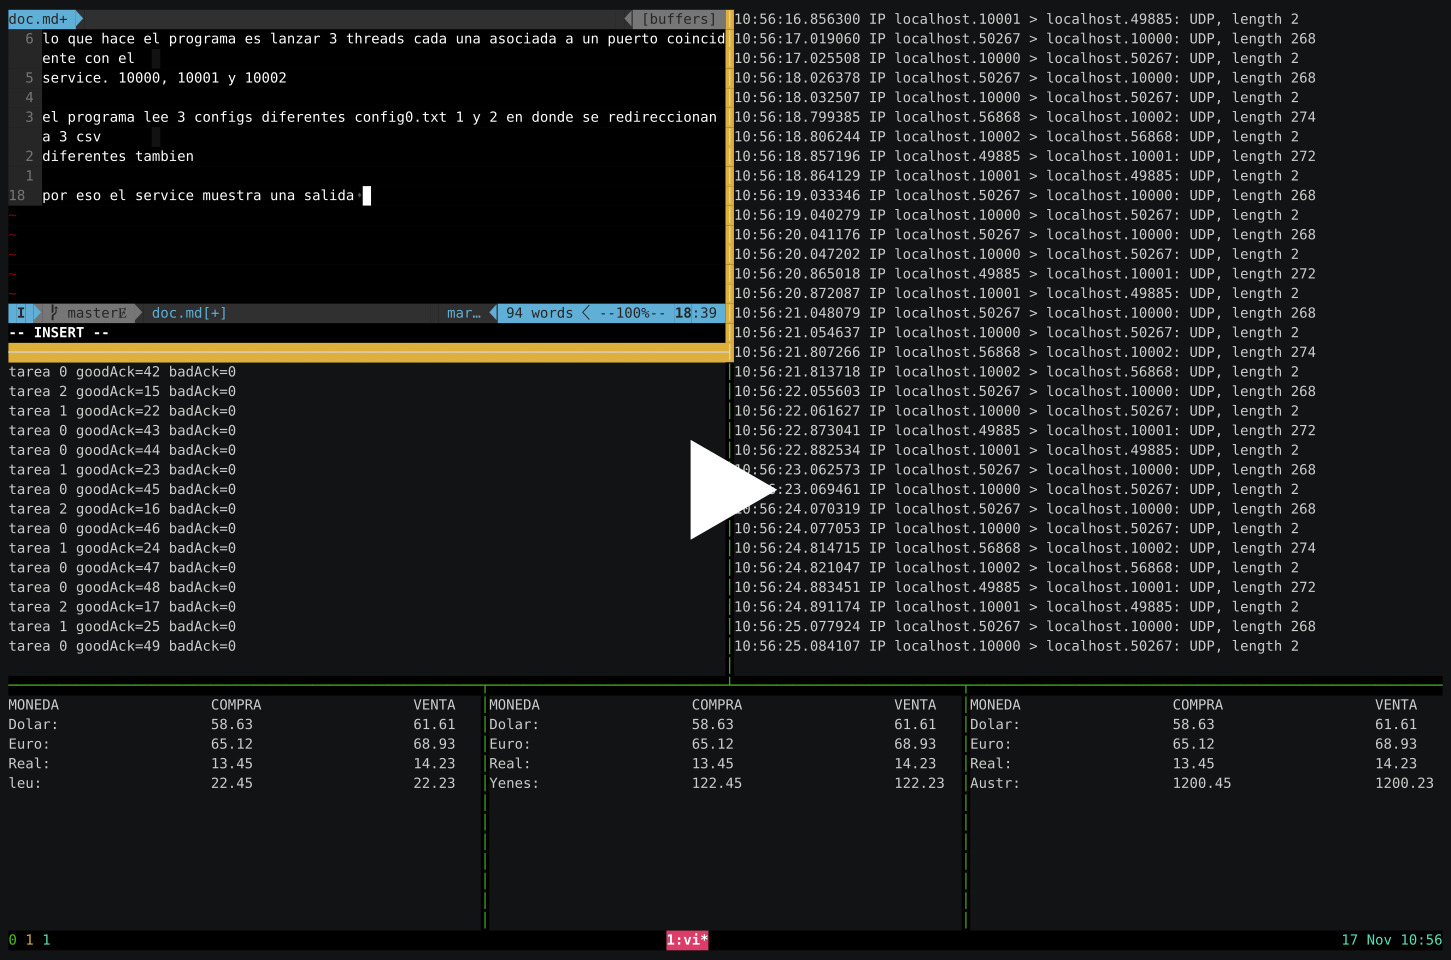 doc.md+ [buffers]
6 lo que hace el programa es lanzar 3 threads cada una asociada a un puerto coincid
ente con el
5 service. 10000, 10001 y 10002
4
3 el programa lee 3 configs diferentes config0.txt 1 y 2 en donde se redireccionan
a 3 csv
2 diferentes tambien
1
18 por eso el service muestra una salida
~
~
~
~
~
I master doc.md[+] mar… 94 words --100%-- 18:39
-- INSERT --
tarea 0 goodAck=42 badAck=0
tarea 2 goodAck=15 badAck=0
tarea 1 goodAck=22 badAck=0
tarea 0 goodAck=43 badAck=0
tarea 0 goodAck=44 badAck=0
tarea 1 goodAck=23 badAck=0
tarea 0 goodAck=45 badAck=0
tarea 2 goodAck=16 badAck=0
tarea 0 goodAck=46 badAck=0
tarea 1 goodAck=24 badAck=0
tarea 0 goodAck=47 badAck=0
tarea 0 goodAck=48 badAck=0
tarea 2 goodAck=17 badAck=0
tarea 1 goodAck=25 badAck=0
tarea 0 goodAck=49 badAck=0
10:56:16.856300 IP localhost.10001 > localhost.49885: UDP, length 2
10:56:17.019060 IP localhost.50267 > localhost.10000: UDP, length 268
10:56:17.025508 IP localhost.10000 > localhost.50267: UDP, length 2
10:56:18.026378 IP localhost.50267 > localhost.10000: UDP, length 268
10:56:18.032507 IP localhost.10000 > localhost.50267: UDP, length 2
10:56:18.799385 IP localhost.56868 > localhost.10002: UDP, length 274
10:56:18.806244 IP localhost.10002 > localhost.56868: UDP, length 2
10:56:18.857196 IP localhost.49885 > localhost.10001: UDP, length 272
10:56:18.864129 IP localhost.10001 > localhost.49885: UDP, length 2
10:56:19.033346 IP localhost.50267 > localhost.10000: UDP, length 268
10:56:19.040279 IP localhost.10000 > localhost.50267: UDP, length 2
10:56:20.041176 IP localhost.50267 > localhost.10000: UDP, length 268
10:56:20.047202 IP localhost.10000 > localhost.50267: UDP, length 2
10:56:20.865018 IP localhost.49885 > localhost.10001: UDP, length 272
10:56:20.872087 IP localhost.10001 > localhost.49885: UDP, length 2
10:56:21.048079 IP localhost.50267 > localhost.10000: UDP, length 268
10:56:21.054637 IP localhost.10000 > localhost.50267: UDP, length 2
10:56:21.807266 IP localhost.56868 > localhost.10002: UDP, length 274
10:56:21.813718 IP localhost.10002 > localhost.56868: UDP, length 2
10:56:22.055603 IP localhost.50267 > localhost.10000: UDP, length 268
10:56:22.061627 IP localhost.10000 > localhost.50267: UDP, length 2
10:56:22.873041 IP localhost.49885 > localhost.10001: UDP, length 272
10:56:22.882534 IP localhost.10001 > localhost.49885: UDP, length 2
:56:23.062573 IP localhost.50267 > localhost.10000: UDP, length 268
:23.069461 IP localhost.10000 > localhost.50267: UDP, length 2
:56:24.070319 IP localhost.50267 > localhost.10000: UDP, length 268
10:56:24.077053 IP localhost.10000 > localhost.50267: UDP, length 2
10:56:24.814715 IP localhost.56868 > localhost.10002: UDP, length 274
10:56:24.821047 IP localhost.10002 > localhost.56868: UDP, length 2
10:56:24.883451 IP localhost.49885 > localhost.10001: UDP, length 272
10:56:24.891174 IP localhost.10001 > localhost.49885: UDP, length 2
10:56:25.077924 IP localhost.50267 > localhost.10000: UDP, length 268
10:56:25.084107 IP localhost.10000 > localhost.50267: UDP, length 2
MONEDA COMPRA VENTA
Dolar: 58.63 61.61
Euro: 65.12 68.93
Real: 13.45 14.23
leu: 22.45 22.23
MONEDA COMPRA VENTA
Dolar: 58.63 61.61
Euro: 65.12 68.93
Real: 13.45 14.23
Yenes: 122.45 122.23
MONEDA COMPRA VENTA
Dolar: 58.63 61.61
Euro: 65.12 68.93
Real: 13.45 14.23
Austr: 1200.45 1200.23
0 1 1 1:vi* 17 Nov 10:56